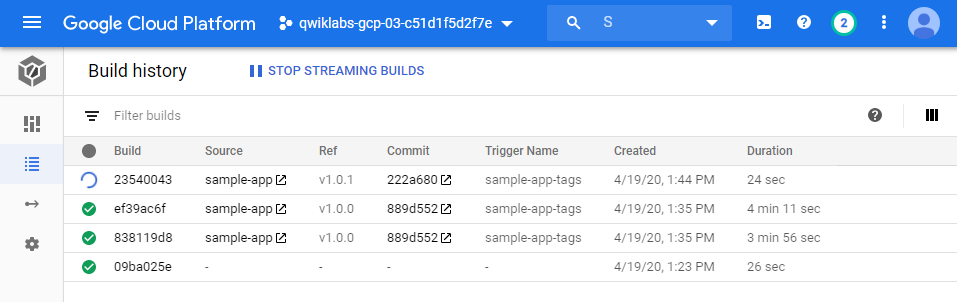 Google Cloud Platform qwiklabs-gcp-03-c51d1f5d2f7e S 2
Build history STOP STREAMING BUILDS
Filter builds
Build Source Ref Commit Trigger Name Created Duration
23540043 sample-app v1.0.1 222a680 sample-app-tags 4/19/20, 1:44 PM 24 sec
ef39ac6f sample-app v1.0.0 889d552 sample-app-tags 4/19/20, 1:35 PM 4 min 11 sec
838119d8 sample-app v1.0.0 889d552 sample-app-tags 4/19/20, 1:35 PM 3 min 56 sec
09ba025e - - - - 4/19/20, 1:23 PM 26 sec